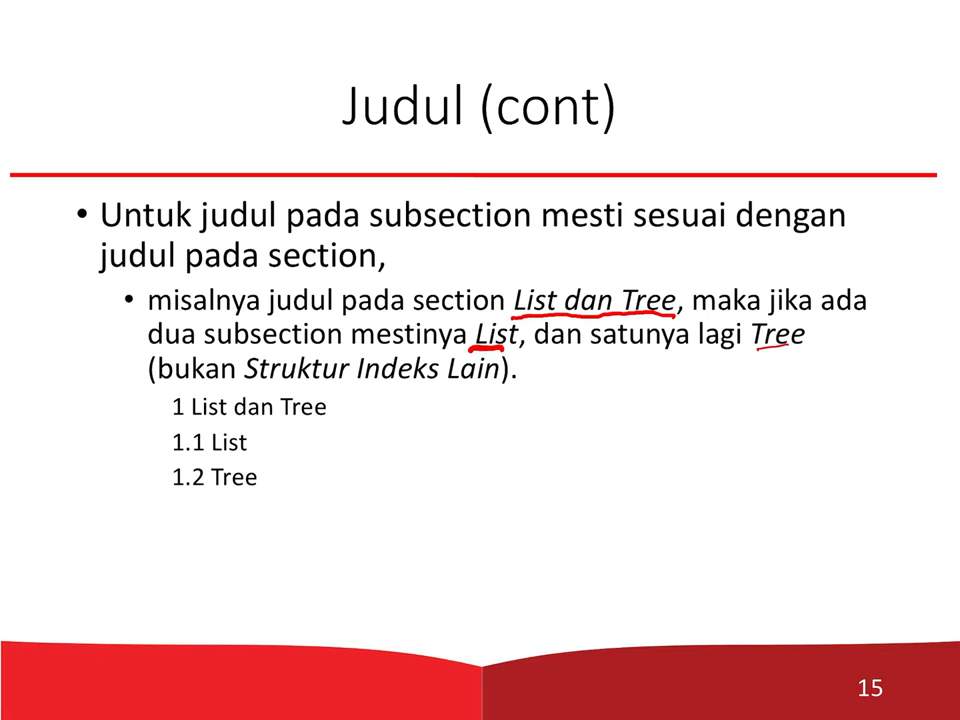 Judul (cont)
• Untuk judul pada subsection mesti sesuai dengan
judul pada section,
• misalnya judul pada section List dan Tree, maka jika ada
dua subsection mestinya List, dan satunya lagi Tree
(bukan Struktur Indeks Lain).
1 List dan Tree
1.1 List
1.2 Tree
15